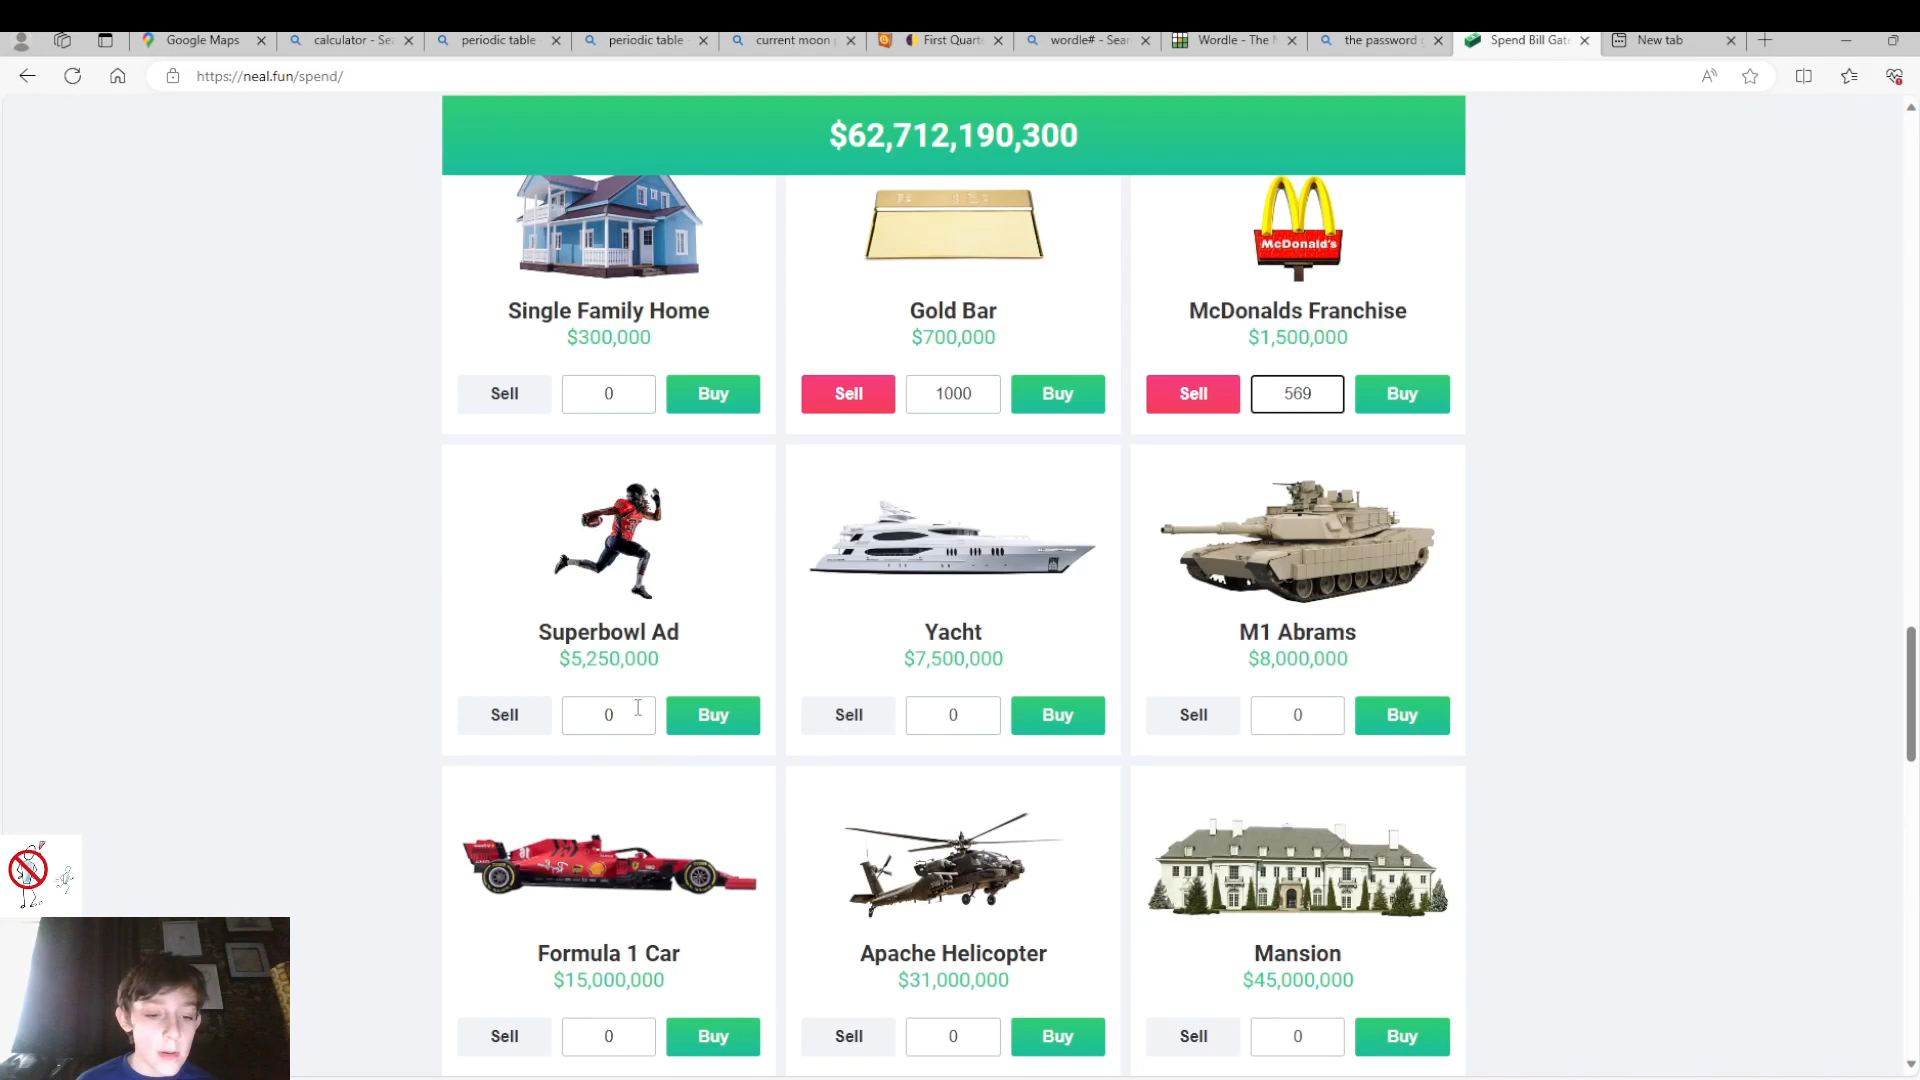 Google Maps
calculator - Sea
periodic table
periodic table
current moon p
First Quart
wordle# - Sear
Wordle - The N
the password g
Spend Bill Gat
New tab
https://neal.fun/spend/
$62,712,190,300
McDonald's
Single Family Home
$300,000
Sell
0
Buy
Gold Bar
$700,000
Sell
1000
Buy
McDonalds Franchise
$1,500,000
Sell
569
Buy
Superbowl Ad
$5,250,000
Sell
0
Buy
Yacht
$7,500,000
Sell
0
Buy
M1 Abrams
$8,000,000
Sell
0
Buy
Formula 1 Car
$15,000,000
Sell
0
Buy
Apache Helicopter
$31,000,000
Sell
0
Buy
Mansion
$45,000,000
Sell
0
Buy